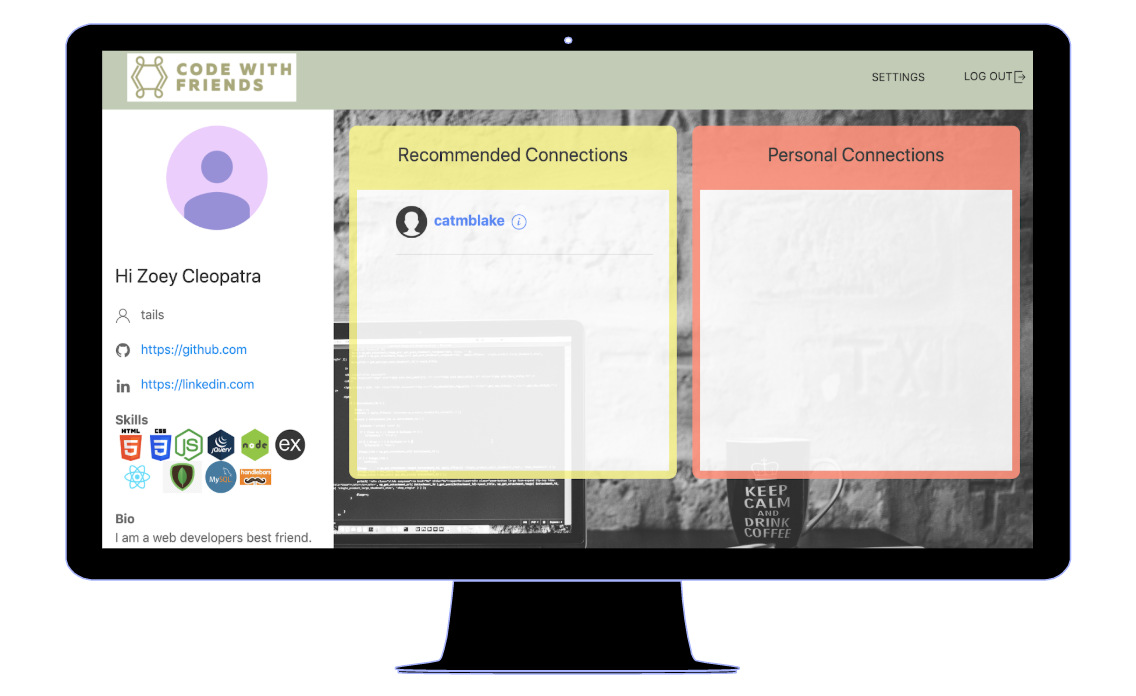 CODE WITH
FRIENDS
SETTINGS
LOG OUT
Recommended Connections
Personal Connections
catmblake
Hi Zoey Cleopatra
tails
https://github.com
https://linkedin.com
Skills
HTML
5
CSS
3
JS
jQuery
node
ex
MySQL
handlebars
Bio
I am a web developers best friend.
KEEP
CALM
AND
DRINK
COFFEE